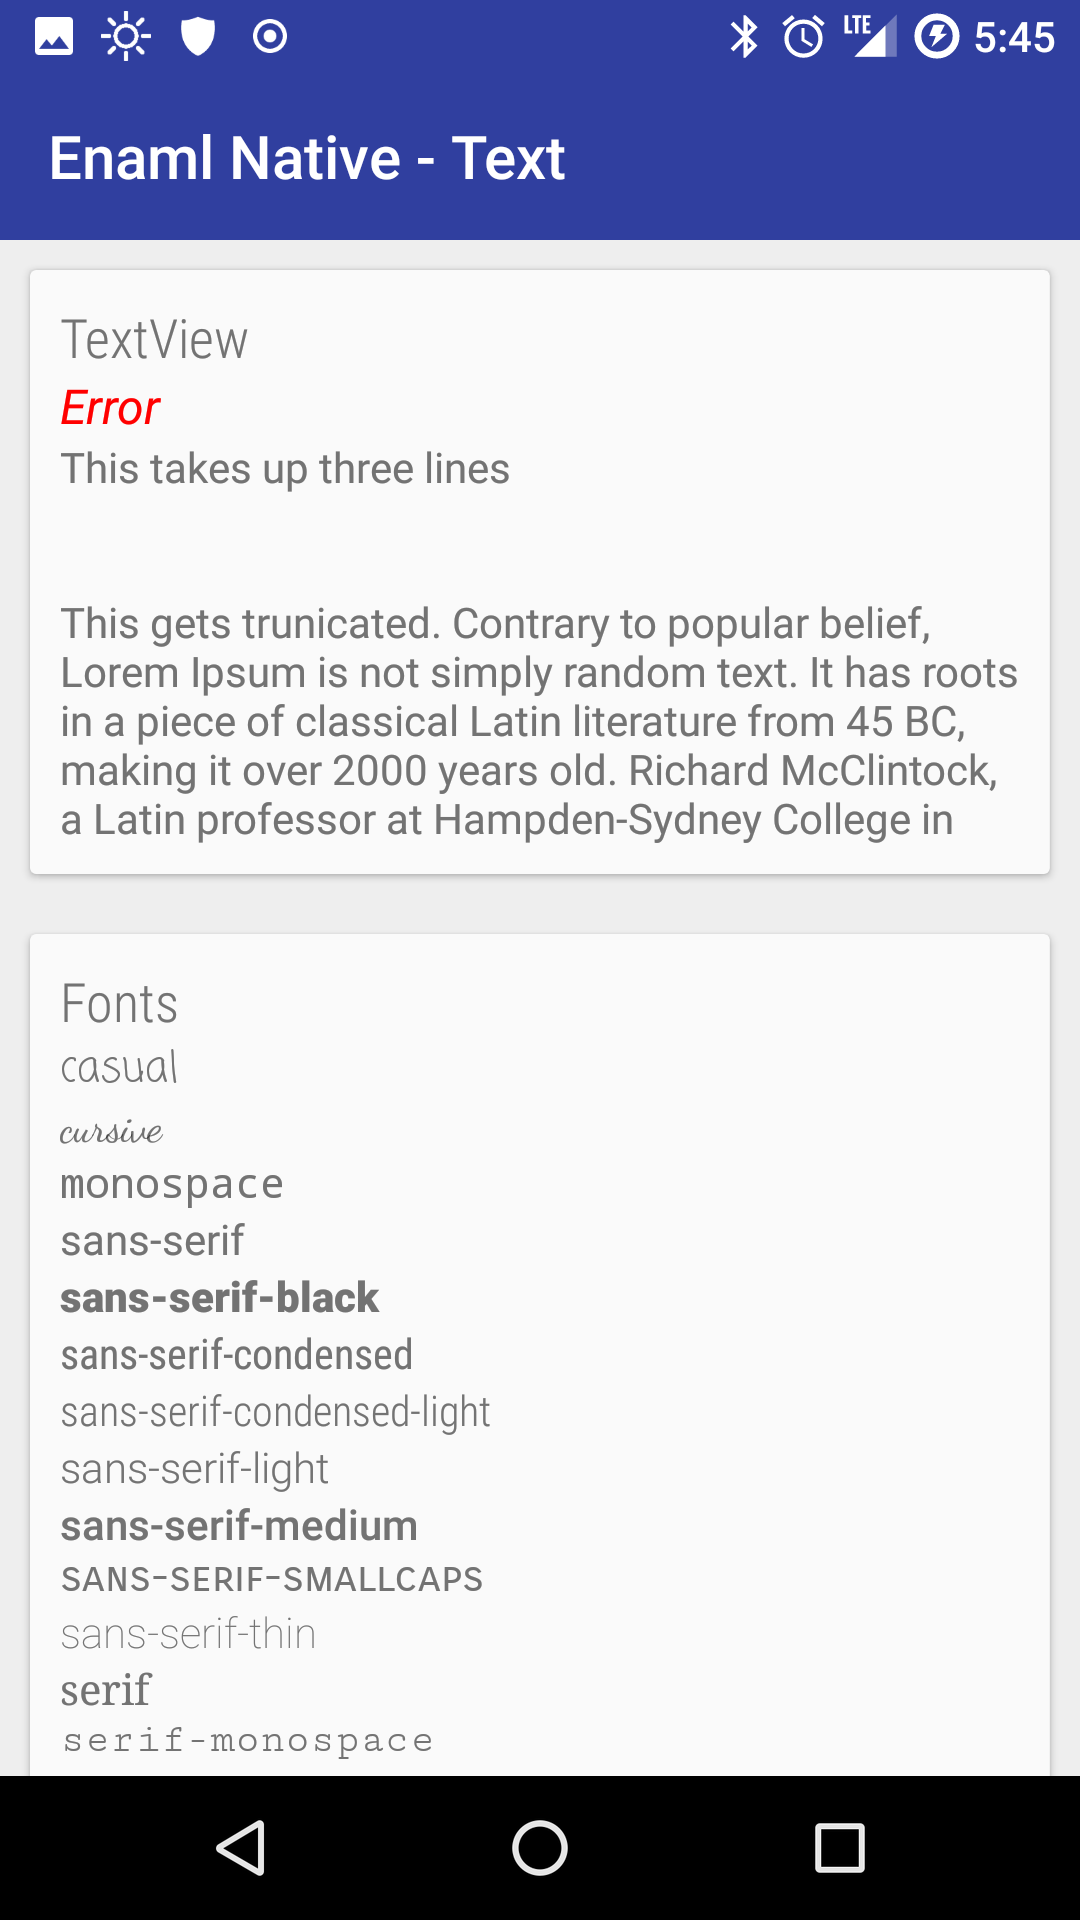 LTE 5:45
Enaml Native - Text
TextView
Error
This takes up three lines
This gets trunicated. Contrary to popular belief,
Lorem Ipsum is not simply random text. It has roots
in a piece of classical Latin literature from 45 BC,
making it over 2000 years old. Richard McClintock,
a Latin professor at Hampden-Sydney College in
Fonts
casual
cursive
monospace
sans-serif
sans-serif-black
sans-serif-condensed
sans-serif-condensed-light
sans-serif-light
sans-serif-medium
SANS-SERIF-SMALLCAPS
sans-serif-thin
serif
serif-monospace